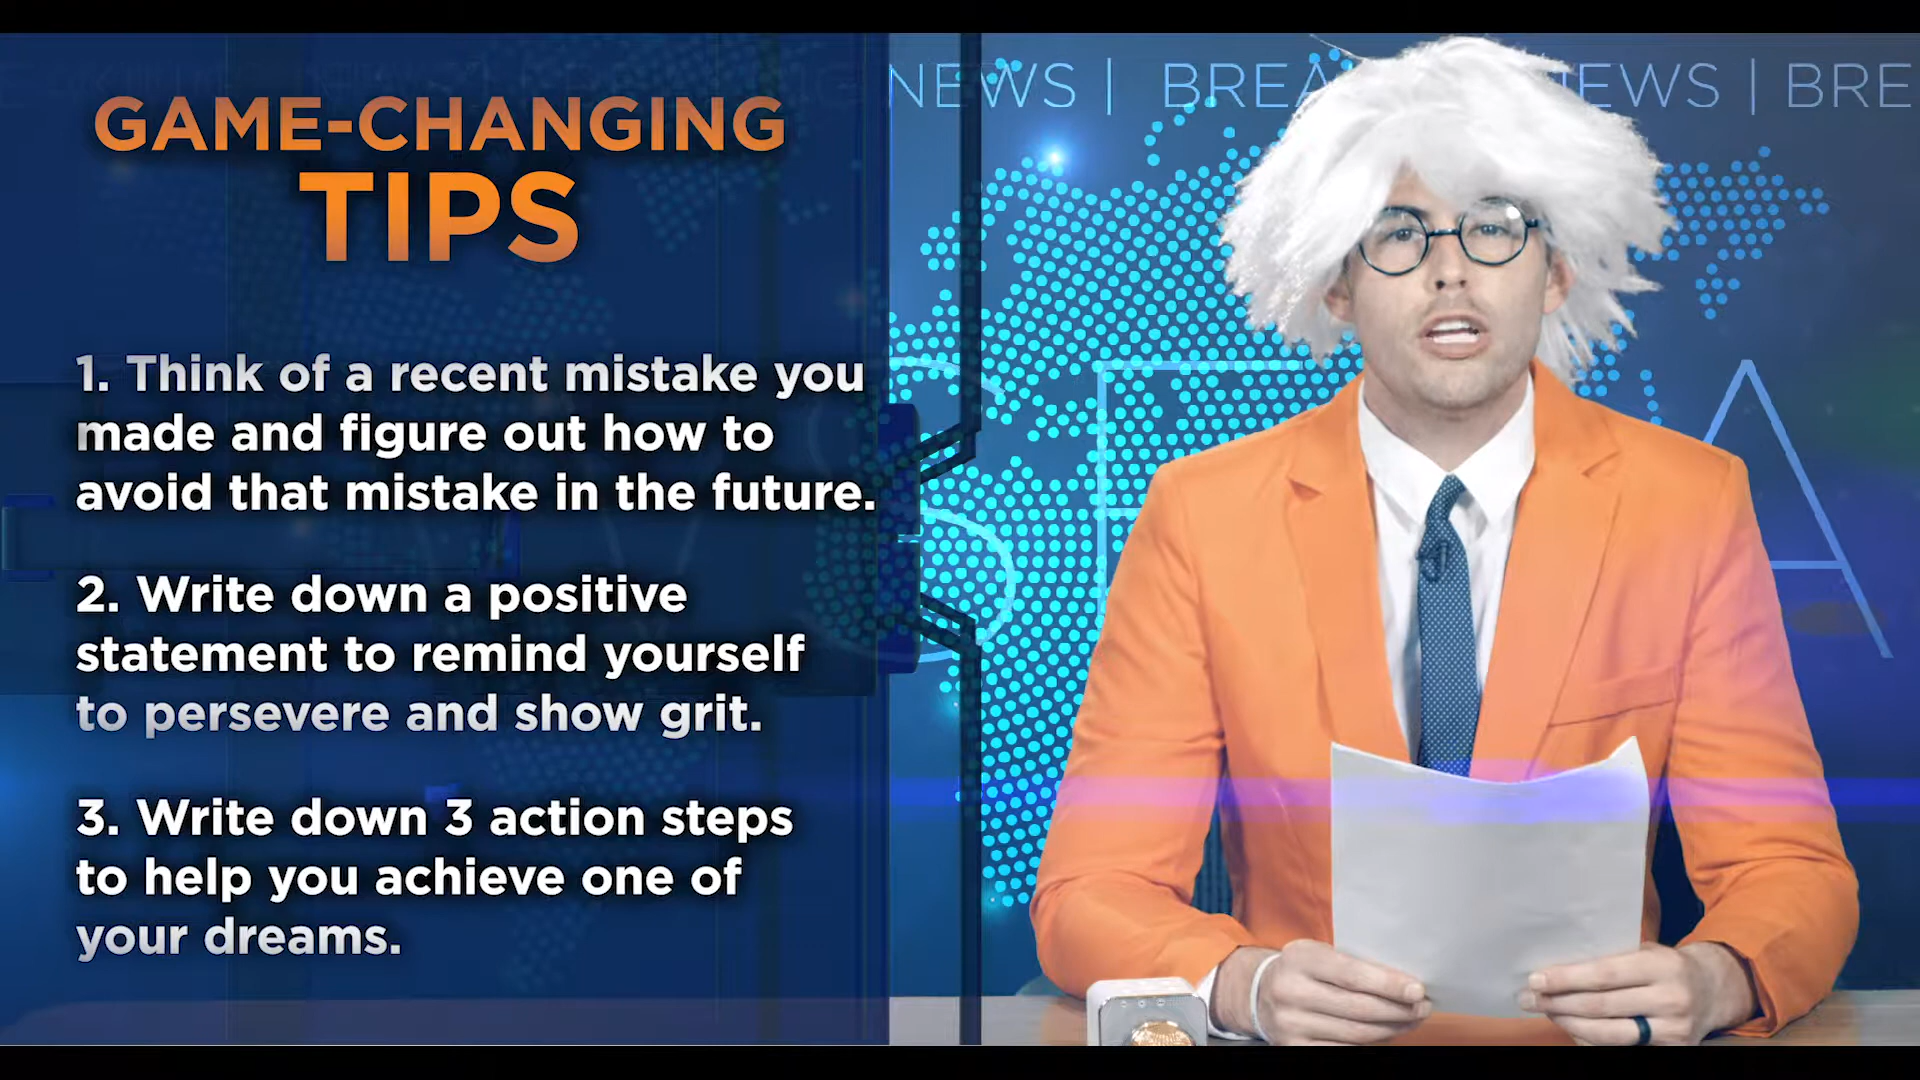 GAME-CHANGING
TIPS
1. Think of a recent mistake you
made and figure out how to
avoid that mistake in the future.
2. Write down a positive
statement to remind yourself
to persevere and show grit.
3. Write down 3 action steps
to help you achieve one of
your dreams.
NEWS | BREA EWS | BRE